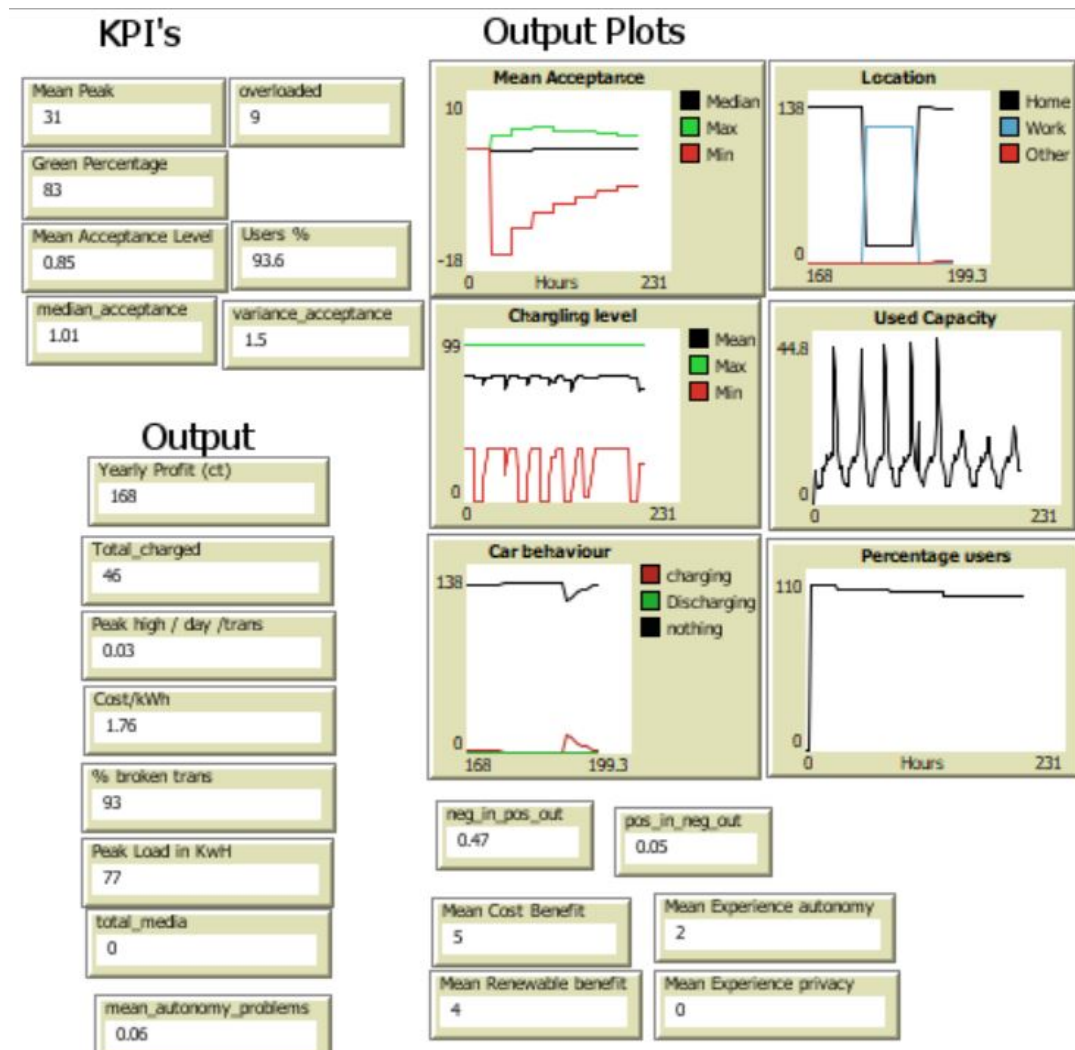 KPI's
Output Plots
Mean Peak
31
overloaded
9
Green Percentage
83
Mean Acceptance Level
0.85
Users %
93.6
median_acceptance
1.01
variance_acceptance
1.5
Mean Acceptance
10
-18
0
Hours
231
Median
Max
Min
Location
138
0
168
199.3
Home
Work
Other
Chargling level
99
0
0
231
Mean
Max
Min
Used Capacity
44.8
0
0
231
Output
Yearly Profit (ct)
168
Total_charged
46
Peak high / day /trans
0.03
Cost/kWh
1.76
% broken trans
93
Peak Load in KwH
77
total_media
0
mean_autonomy_problems
0.06
Car behaviour
138
0
168
199.3
charging
Discharging
nothing
Percentage users
110
0
0
Hours
231
neg_in_pos_out
0.47
pos_in_neg_out
0.05
Mean Cost Benefit
5
Mean Experience autonomy
2
Mean Renewable benefit
4
Mean Experience privacy
0